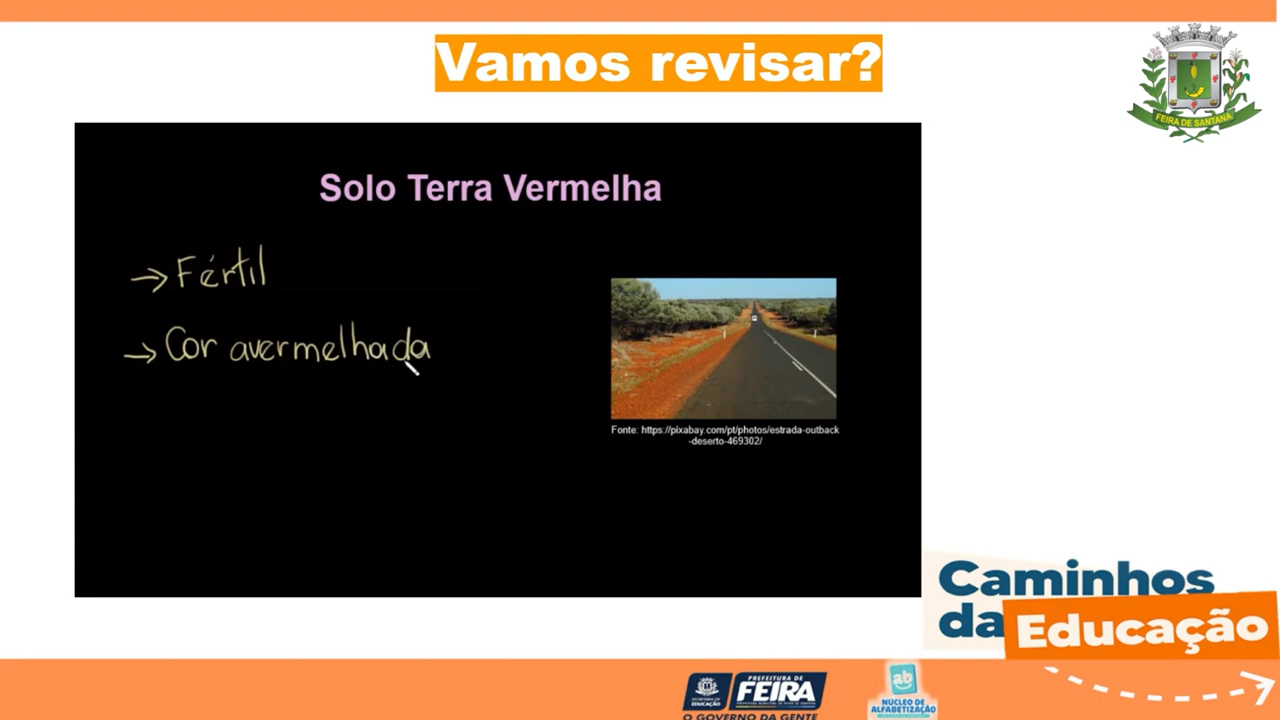 Vamos revisar?
FEIRA DE SANTANA
Solo Terra Vermelha
→ Fértil
→ Cor avermelhada
Fonte: https://pixabay.com/pt/photos/estrada-outback
-deserto-469302/
Caminhos
da Educação
SECRETARIA DE
EDUCAÇÃO
PREFEITURA DE
FEIRA
O GOVERNO DA GENTE
ab
NÚCLEO DE
ALFABETIZAÇÃO